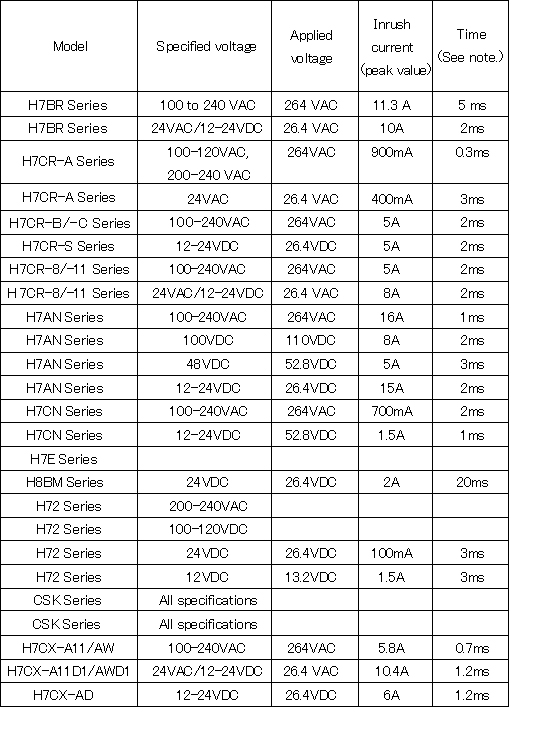 Model Specified voltage Applied voltage Inrush current (peak value) Time (See note.)
H7BR Series 100 to 240 VAC 264 VAC 11.3 A 5 ms
H7BR Series 24VAC/12-24VDC 26.4 VAC 10A 2ms
H7CR-A Series 100-120VAC, 200-240 VAC 264VAC 900mA 0.3ms
H7CR-A Series 24VAC 26.4 VAC 400mA 3ms
H7CR-B/-C Series 100-240VAC 264VAC 5A 2ms
H7CR-S Series 12-24VDC 26.4VDC 5A 2ms
H7CR-8/-11 Series 100-240VAC 264VAC 5A 2ms
H7CR-8/-11 Series 24VAC/12-24VDC 26.4 VAC 8A 2ms
H7AN Series 100-240VAC 264VAC 16A 1ms
H7AN Series 100VDC 110VDC 8A 2ms
H7AN Series 48VDC 52.8VDC 5A 3ms
H7AN Series 12-24VDC 26.4VDC 15A 2ms
H7CN Series 100-240VAC 264VAC 700mA 2ms
H7CN Series 12-24VDC 52.8VDC 1.5A 1ms
H7E Series
H8BM Series 24VDC 26.4VDC 2A 20ms
H72 Series 200-240VAC
H72 Series 100-120VDC
H72 Series 24VDC 26.4VDC 100mA 3ms
H72 Series 12VDC 13.2VDC 1.5A 3ms
CSK Series All specifications
CSK Series All specifications
H7CX-A11/AW 100-240VAC 264VAC 5.8A 0.7ms
H7CX-A11D1/AWD1 24VAC/12-24VDC 26.4 VAC 10.4A 1.2ms
H7CX-AD 12-24VDC 26.4VDC 6A 1.2ms